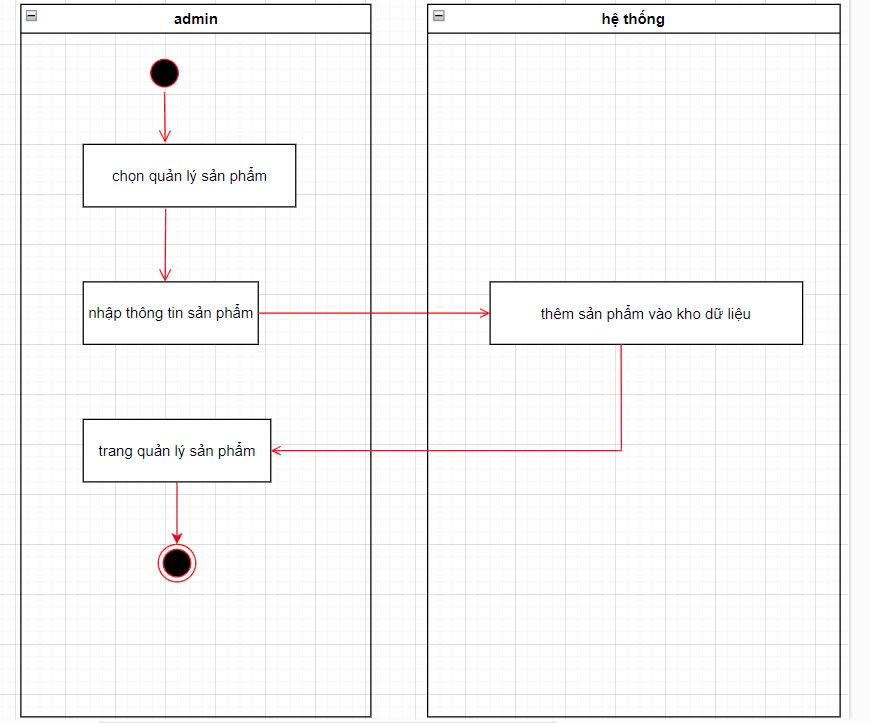 admin
hệ thống
chọn quản lý sản phẩm
nhập thông tin sản phẩm
thêm sản phẩm vào kho dữ liệu
trang quản lý sản phẩm